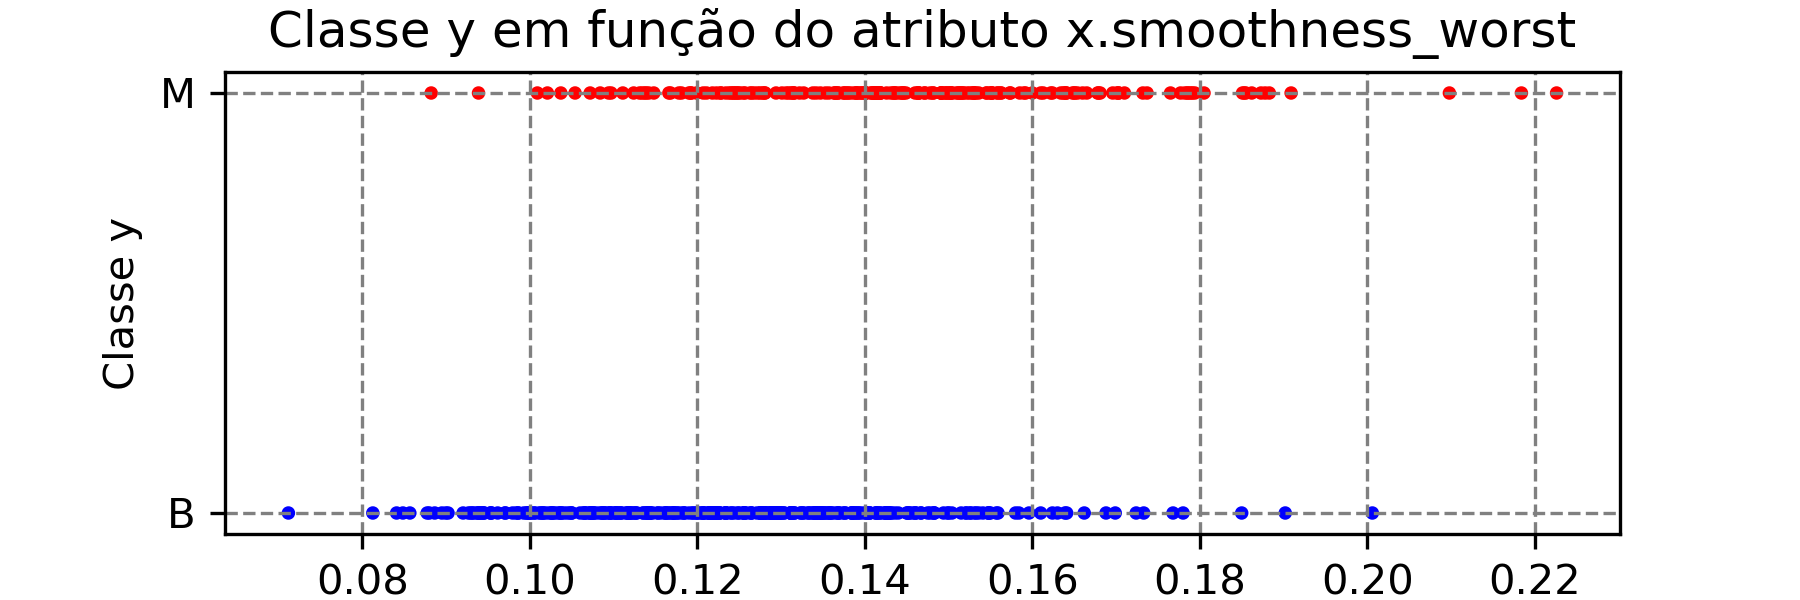 Classe y em função do atributo x.smoothness_worst
M
Classe y
B
0.08 0.10 0.12 0.14 0.16 0.18 0.20 0.22